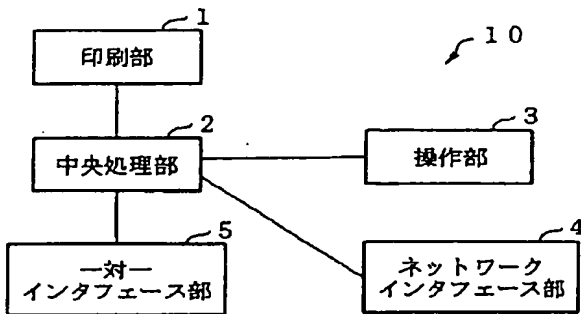 1
印刷部
10
2
中央処理部
3
操作部
5
一対一
インタフェース部
4
ネットワーク
インタフェース部